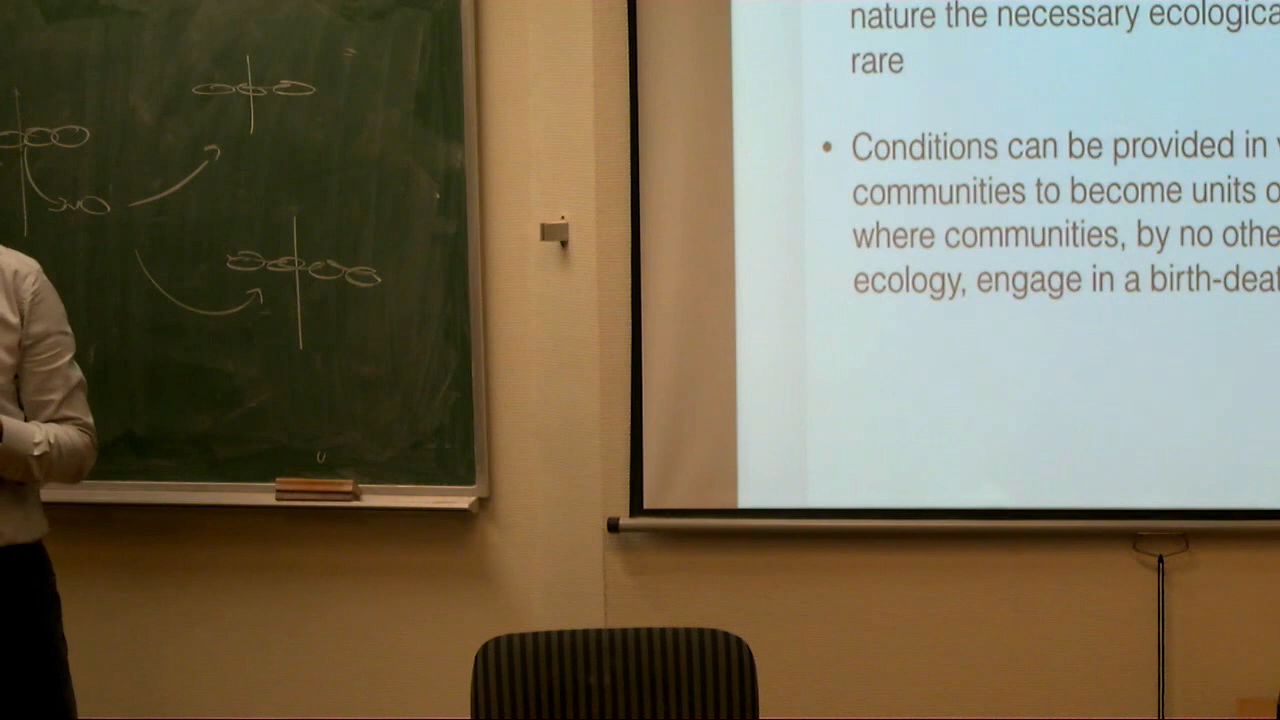 nature the necessary ecologica
rare
• Conditions can be provided in
communities to become units o
where communities, by no othe
ecology, engage in a birth-deat